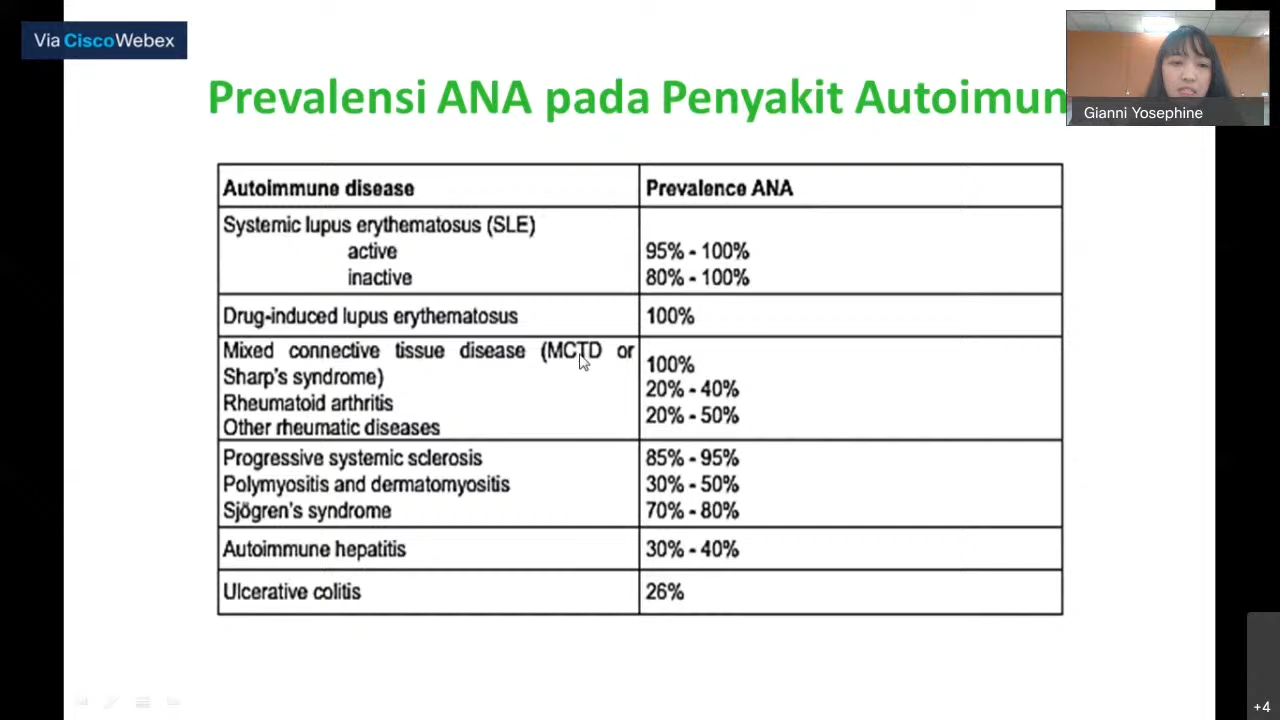 Via CiscoWebex
Prevalensi ANA pada Penyakit Autoimun
Gianni Yosephine
Autoimmune disease Prevalence ANA
Systemic lupus erythematosus (SLE)
active 95% - 100%
inactive 80% - 100%
Drug-induced lupus erythematosus 100%
Mixed connective tissue disease (MCTD or
Sharp's syndrome) 100%
Rheumatoid arthritis 20% - 40%
Other rheumatic diseases 20% - 50%
Progressive systemic sclerosis 85% - 95%
Polymyositis and dermatomyositis 30% - 50%
Sjögren's syndrome 70% - 80%
Autoimmune hepatitis 30% - 40%
Ulcerative colitis 26%
+4